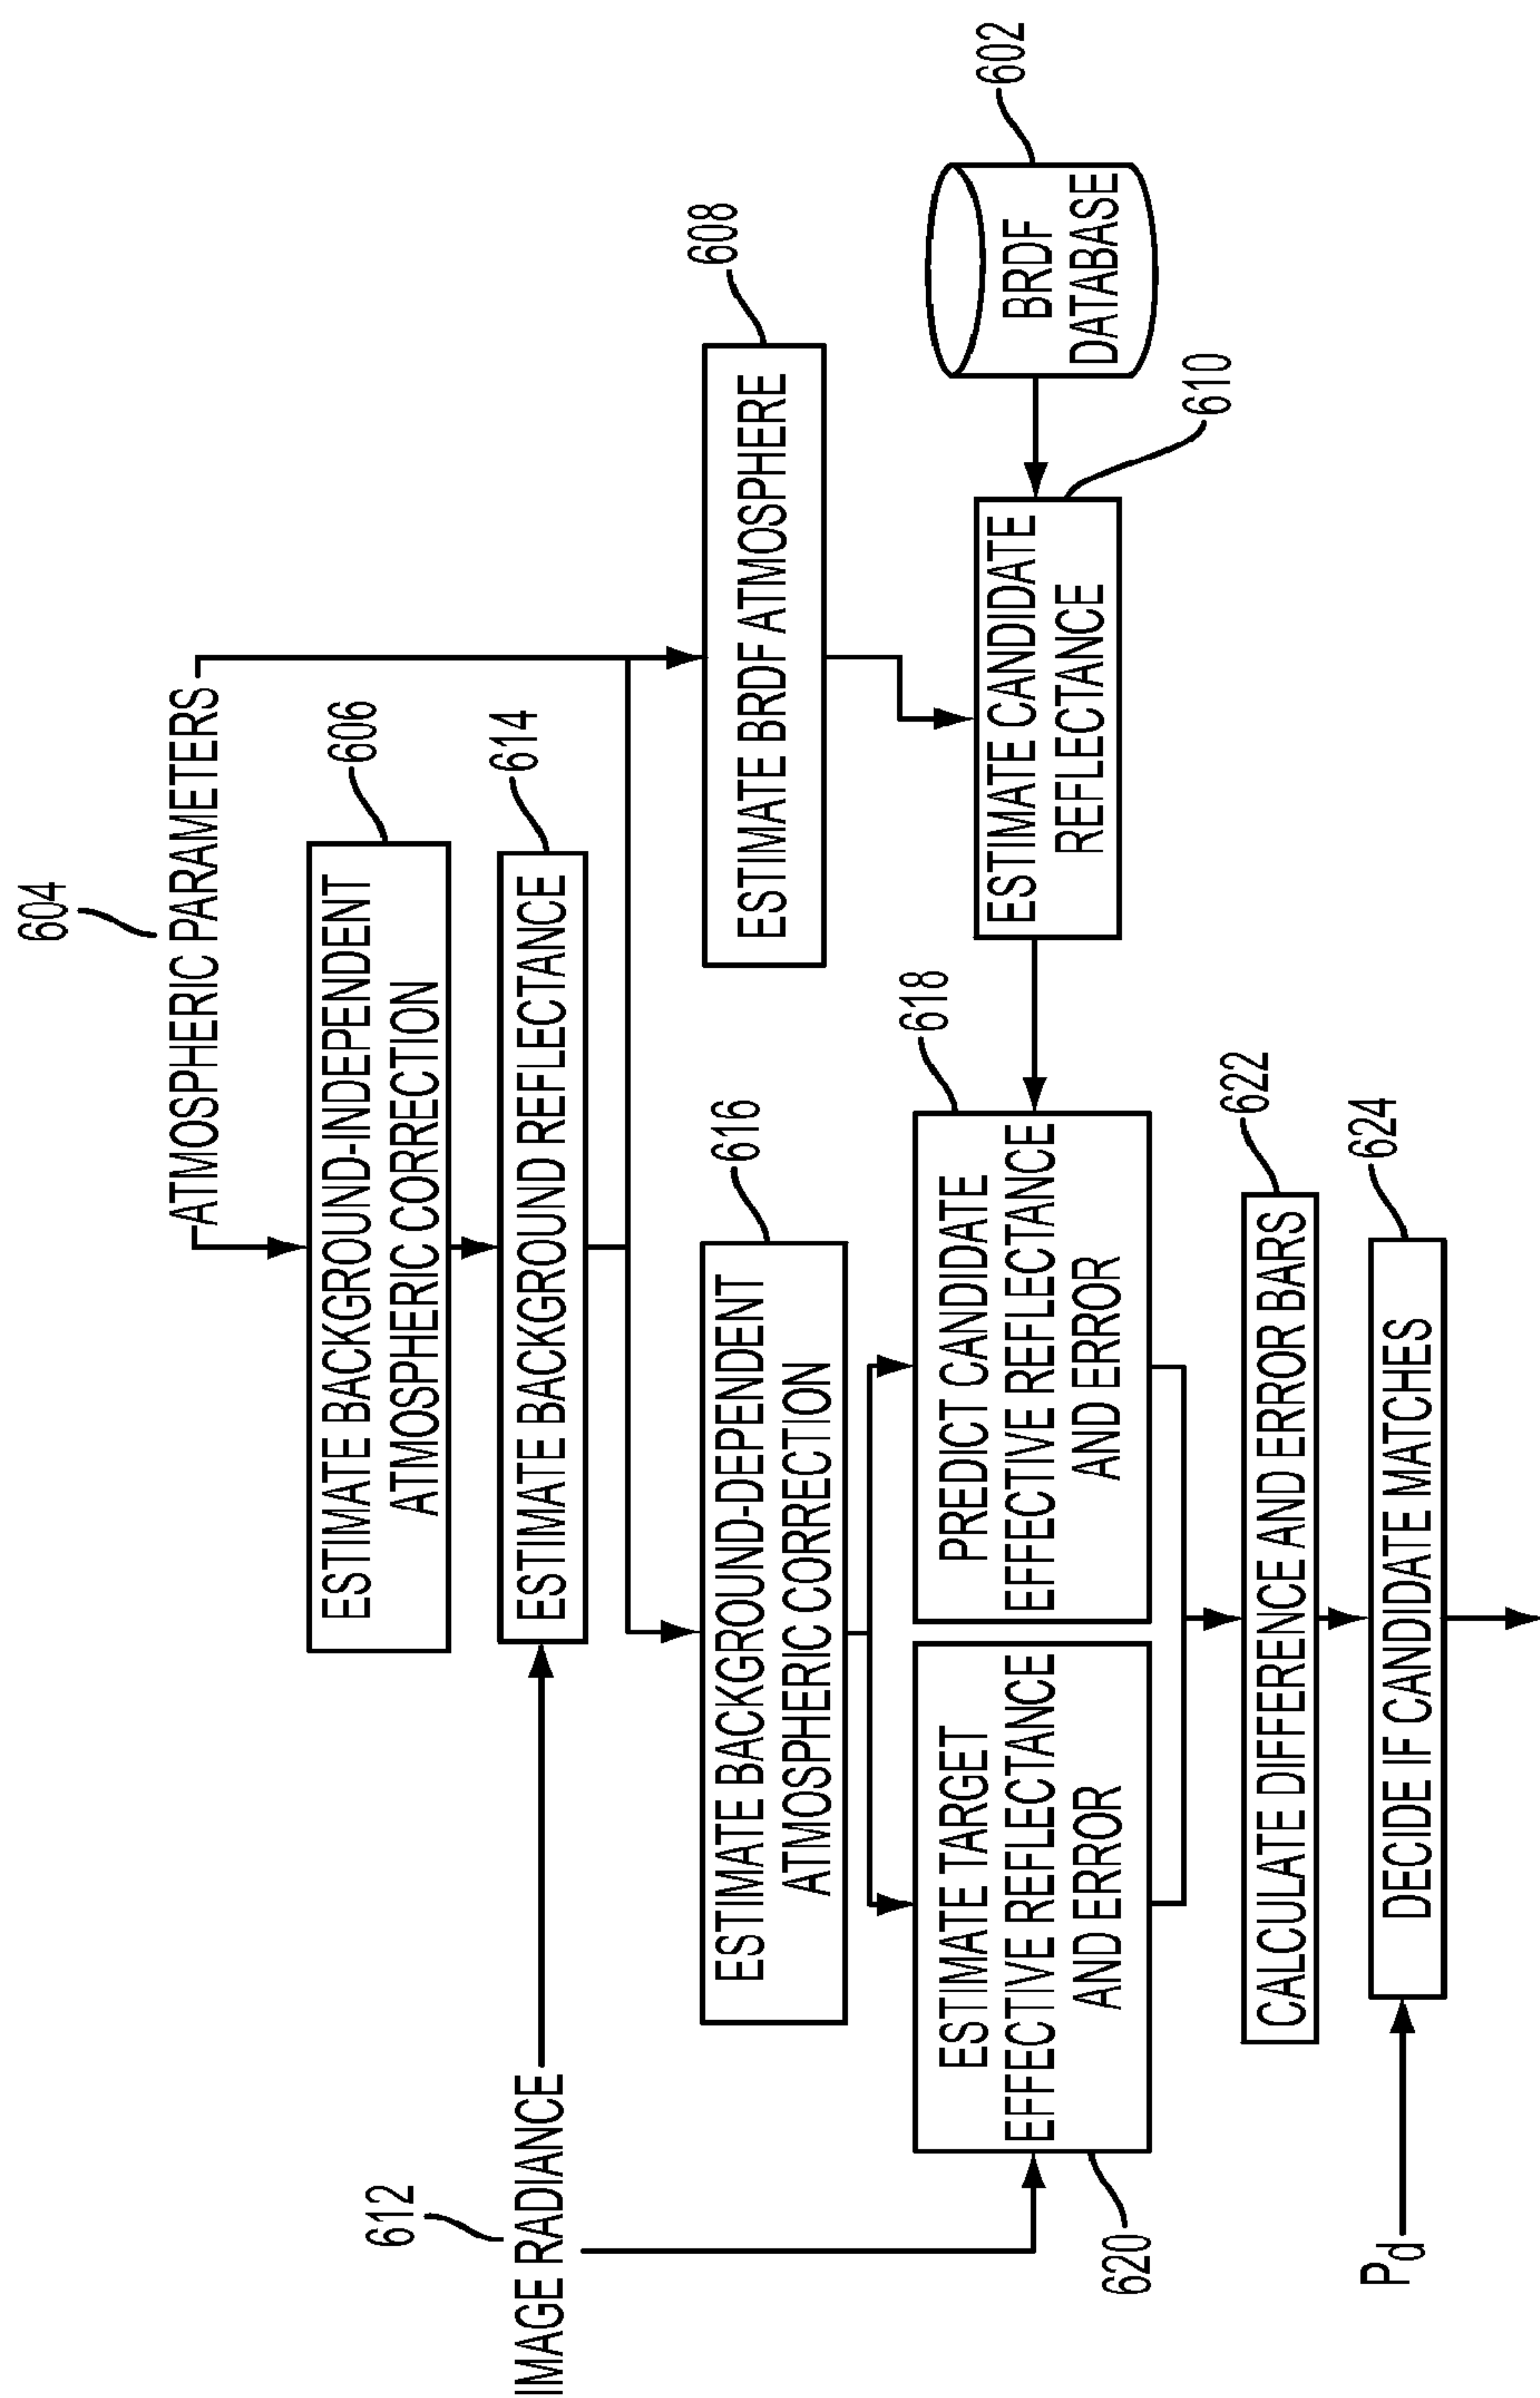 604
ATMOSPHERIC PARAMETERS
606
ESTIMATE BACKGROUND-INDEPENDENT
ATMOSPHERIC CORRECTION
612
IMAGE RADIANCE
614
ESTIMATE BACKGROUND REFLECTANCE
616
ESTIMATE BACKGROUND-DEPENDENT
ATMOSPHERIC CORRECTION
608
ESTIMATE BRDF ATMOSPHERE
620
ESTIMATE TARGET
EFFECTIVE REFLECTANCE
AND ERROR
618
PREDICT CANDIDATE
EFFECTIVE REFLECTANCE
AND ERROR
610
ESTIMATE CANDIDATE
REFLECTANCE
602
BRDF
DATABASE
622
CALCULATE DIFFERENCE AND ERROR BARS
624
Pd
DECIDE IF CANDIDATE MATCHES